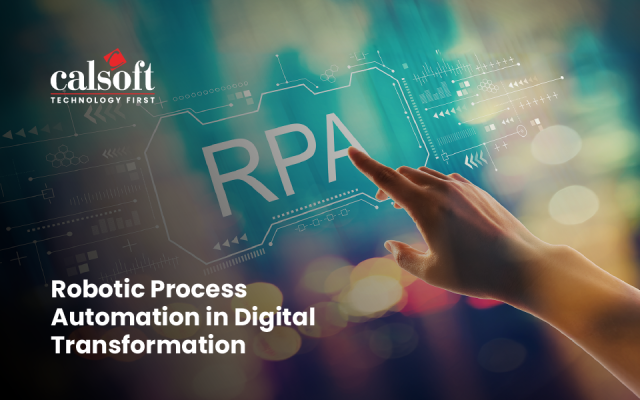 calsoft
TECHNOLOGY FIRST
RPA
Robotic Process
Automation in Digital
Transformation